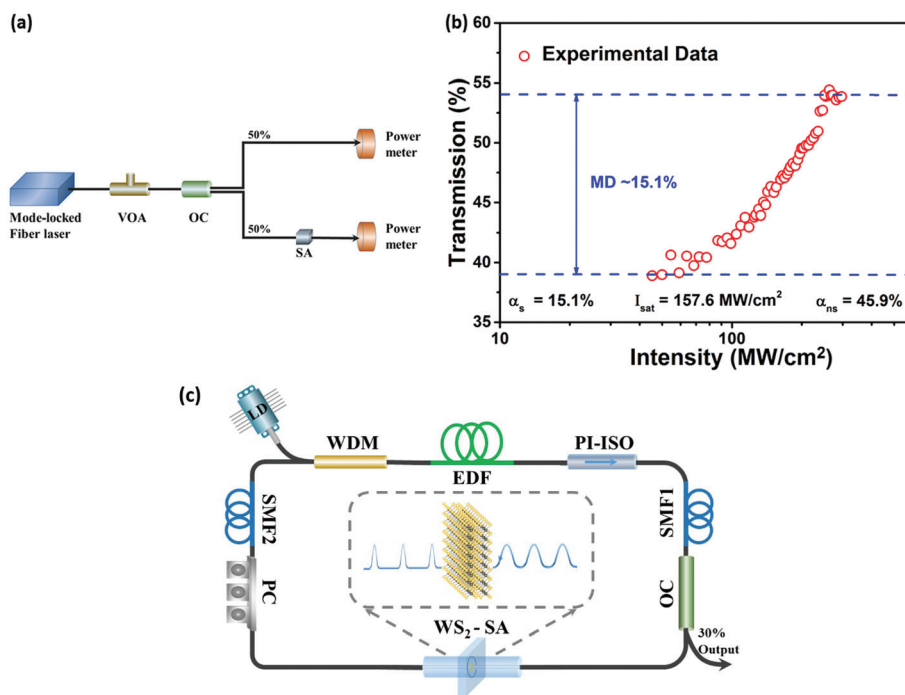 (a)
50%
Power
meter
Mode-locked
Fiber laser
VOA
OC
50%
SA
Power
meter
(b)
60
55
50
45
40
35
Transmission (%)
Experimental Data
MD ~15.1%
αs = 15.1%
Isat = 157.6 MW/cm²
αns = 45.9%
10
100
Intensity (MW/cm²)
(c)
LD
WDM
EDF
PI-ISO
SMF2
SMF1
PC
OC
WS₂ - SA
30%
Output